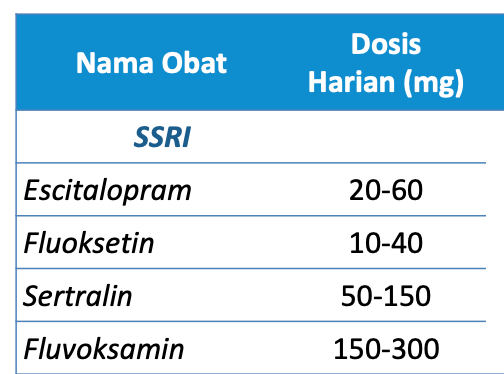 Nama Obat Dosis Harian (mg)
SSRI
Escitalopram 20-60
Fluoksetin 10-40
Sertralin 50-150
Fluvoksamin 150-300